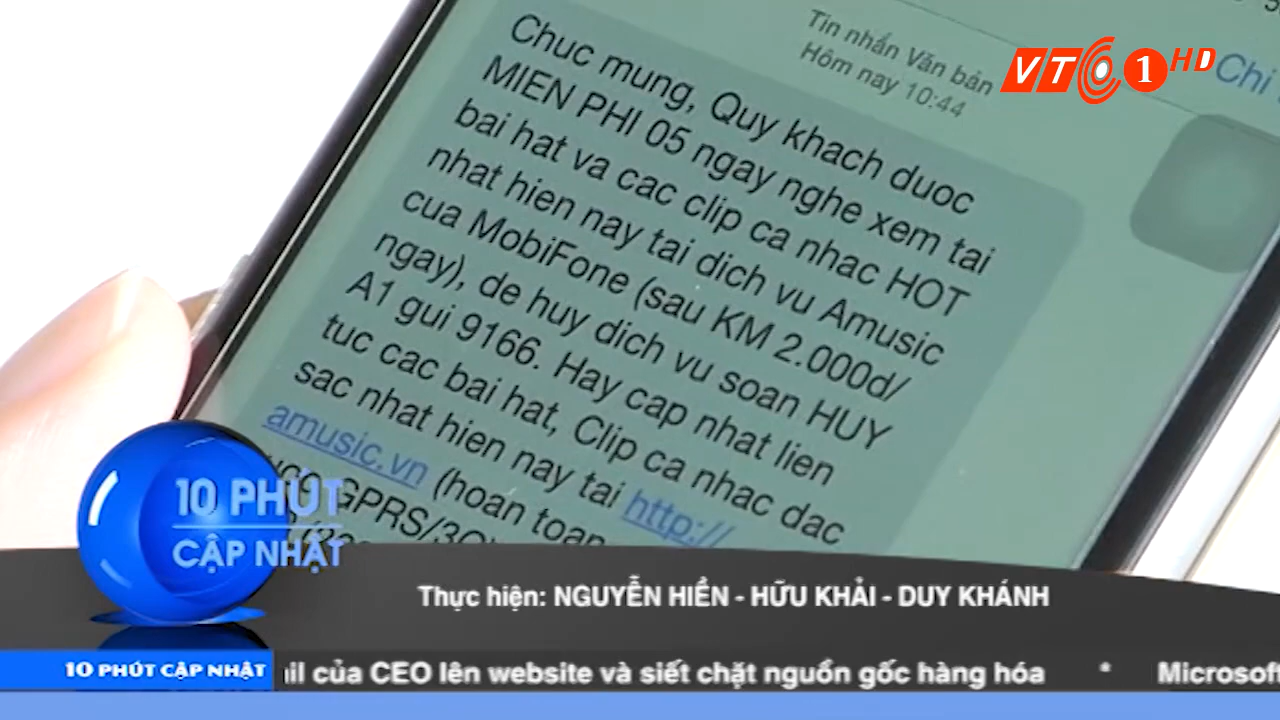 Tin nhắn Văn bản
Hôm nay 10:44
Chi
VTC 1 HD
Chuc mung, Quy khach duoc
MIEN PHI 05 ngay nghe xem tai
bai hat va cac clip ca nhac HOT
nhat hien nay tai dich vu Amusic
cua MobiFone (sau KM 2.000d/
ngay), de huy dich vu soan HUY
A1 gui 9166. Hay cap nhat lien
tuc cac bai hat, Clip ca nhac dac
sac nhat hien nay tai http://
amusic.vn (hoan toan
GPRS/3G
10 PHÚT
CẬP NHẬT
Thực hiện: NGUYỄN HIỀN - HỮU KHẢI - DUY KHÁNH
10 PHÚT CẬP NHẬT
của CEO lên website và siết chặt nguồn gốc hàng hóa * Microsoft